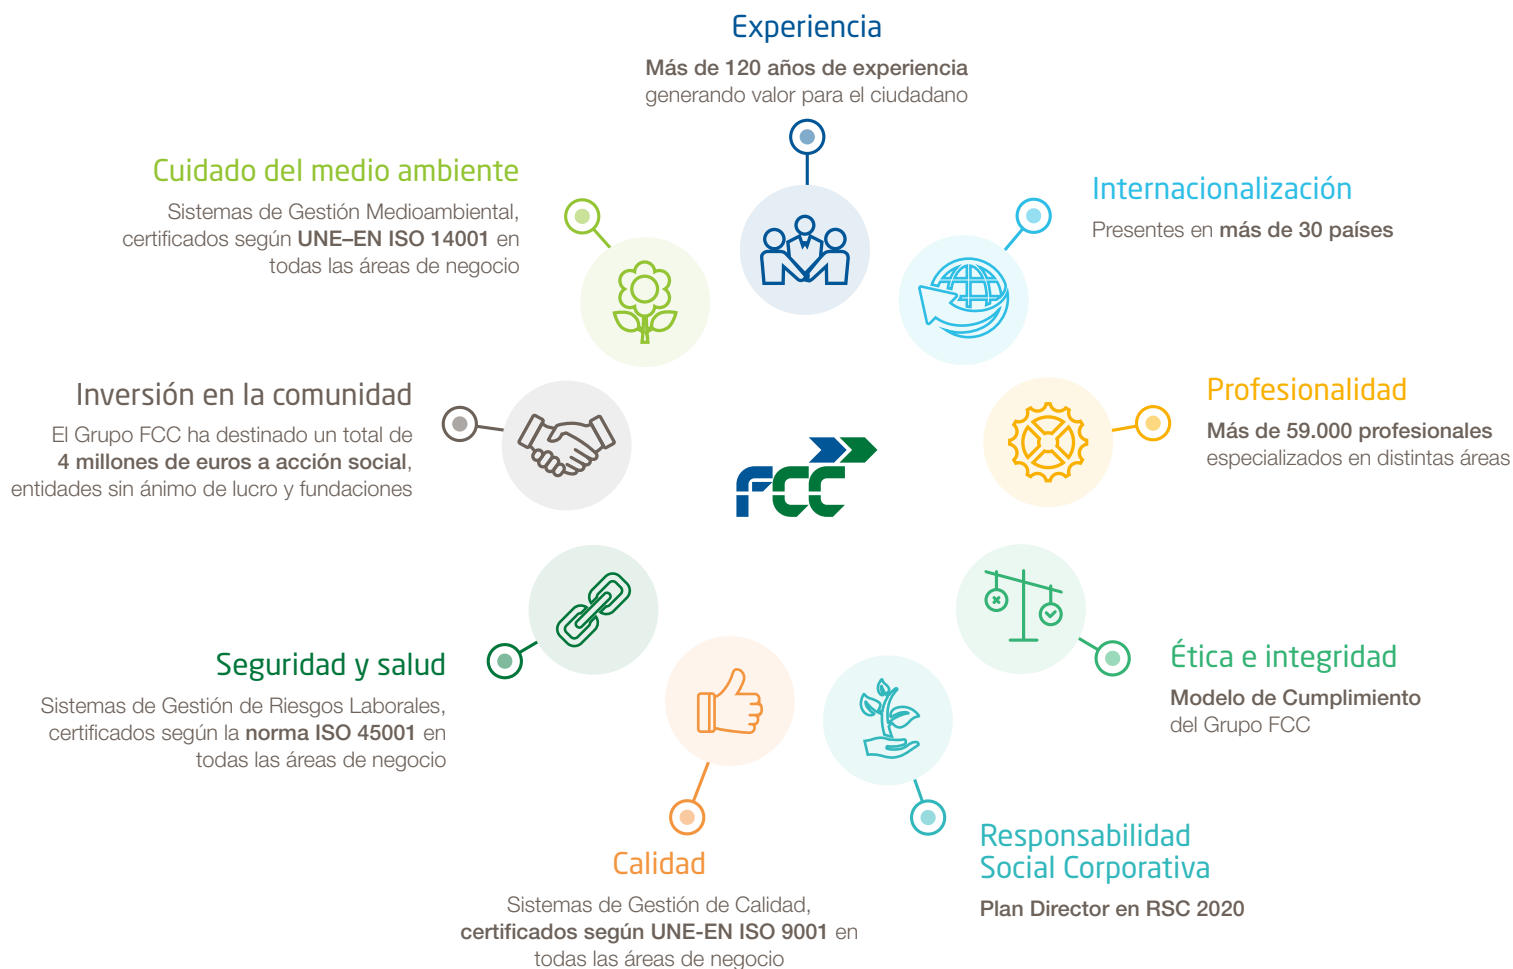 Experiencia
Más de 120 años de experiencia
generando valor para el ciudadano
Cuidado del medio ambiente
Sistemas de Gestión Medioambiental,
certificados según UNE–EN ISO 14001 en
todas las áreas de negocio
Internacionalización
Presentes en más de 30 países
Inversión en la comunidad
El Grupo FCC ha destinado un total de
4 millones de euros a acción social,
entidades sin ánimo de lucro y fundaciones
Profesionalidad
Más de 59.000 profesionales
especializados en distintas áreas
FCC
Seguridad y salud
Sistemas de Gestión de Riesgos Laborales,
certificados según la norma ISO 45001 en
todas las áreas de negocio
Ética e integridad
Modelo de Cumplimiento
del Grupo FCC
Calidad
Sistemas de Gestión de Calidad,
certificados según UNE-EN ISO 9001 en
todas las áreas de negocio
Responsabilidad
Social Corporativa
Plan Director en RSC 2020